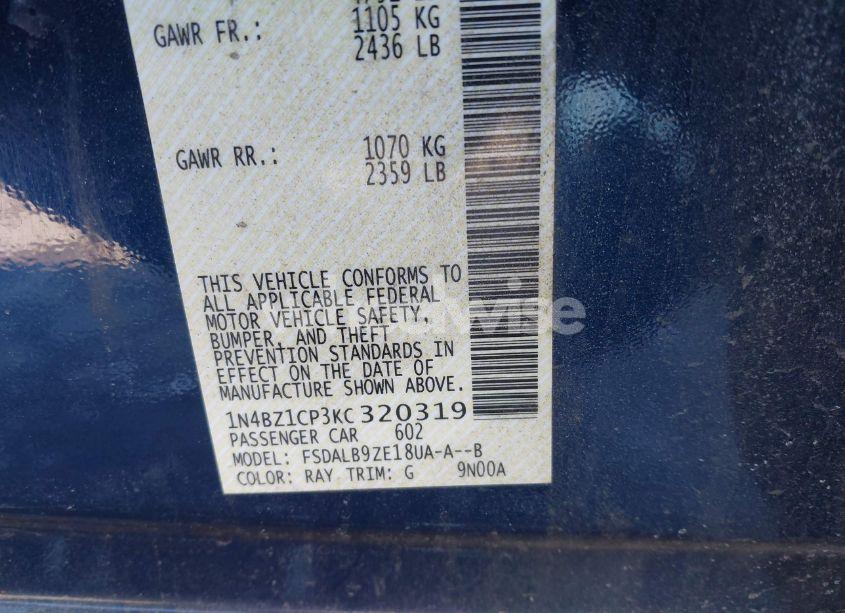 GAWR FR.: 1105 KG
2436 LB
GAWR RR.: 1070 KG
2359 LB
THIS VEHICLE CONFORMS TO
ALL APPLICABLE FEDERAL
MOTOR VEHICLE SAFETY,
BUMPER, AND THEFT
PREVENTION STANDARDS IN
EFFECT ON THE DATE OF
MANUFACTURE SHOWN ABOVE.
1N4BZ1CP3KC 320319
PASSENGER CAR 602
MODEL: FSDALB9ZE18UA-A--B
COLOR: RAY TRIM: G 9N00A